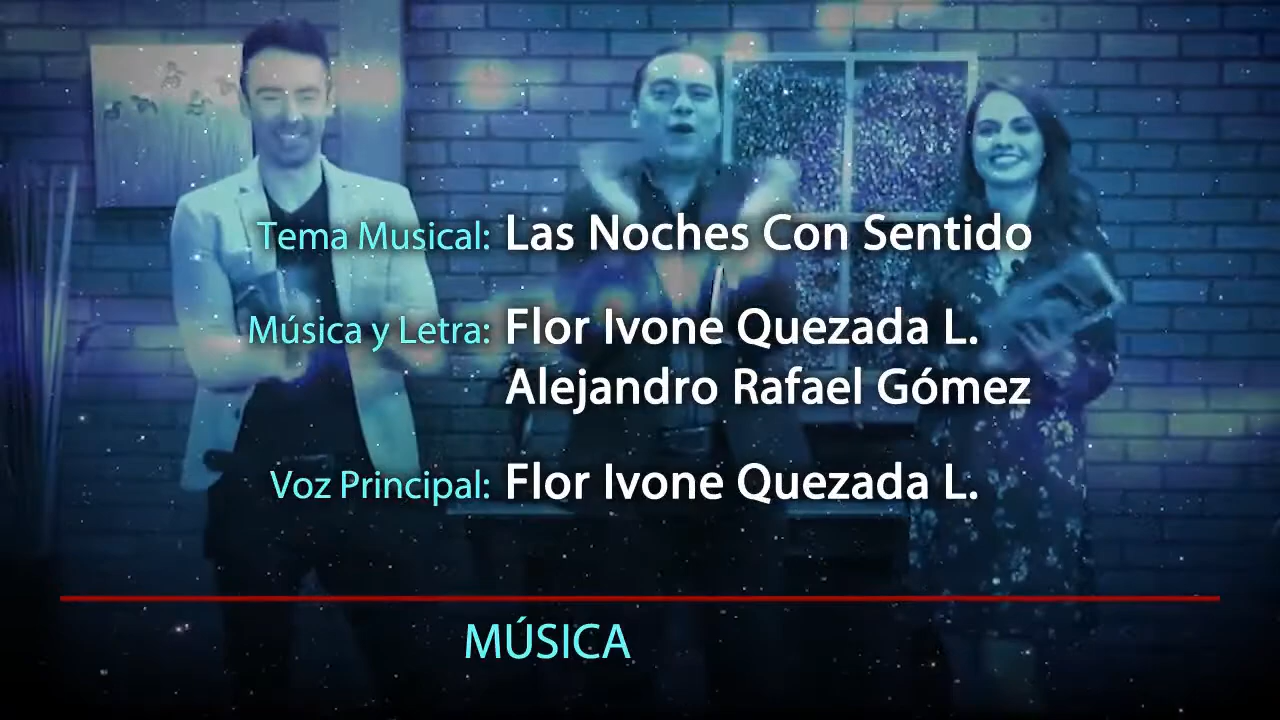 Tema Musical: Las Noches Con Sentido
Música y Letra: Flor Ivone Quezada L.
Alejandro Rafael Gómez
Voz Principal: Flor Ivone Quezada L.
MÚSICA